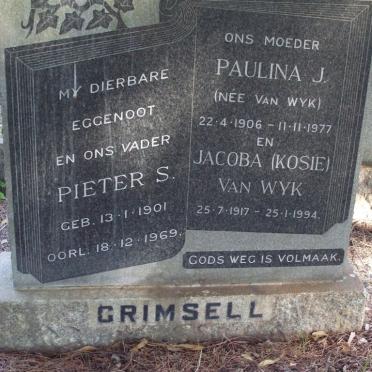 MY DIERBARE
EGGENOOT
EN ONS VADER
PIETER S.
GEB. 13·1·1901
OORL. 18·12·1969.
ONS MOEDER
PAULINA J.
(NEE VAN WYK)
22·4·1906 – 11·11·1977
EN
JACOBA (KOSIE)
VAN WYK
25·7·1917 – 25·1·1994.
GODS WEG IS VOLMAAK.
GRIMSELL